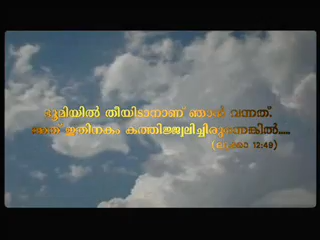 ഭൂമിയിൽ തീയിടാനാണ് ഞാൻ വന്നത്.
അത് ഇതിനകം കത്തിജ്ജ്വലിച്ചിരുന്നെങ്കിൽ....
(ലൂക്കാ 12:49)